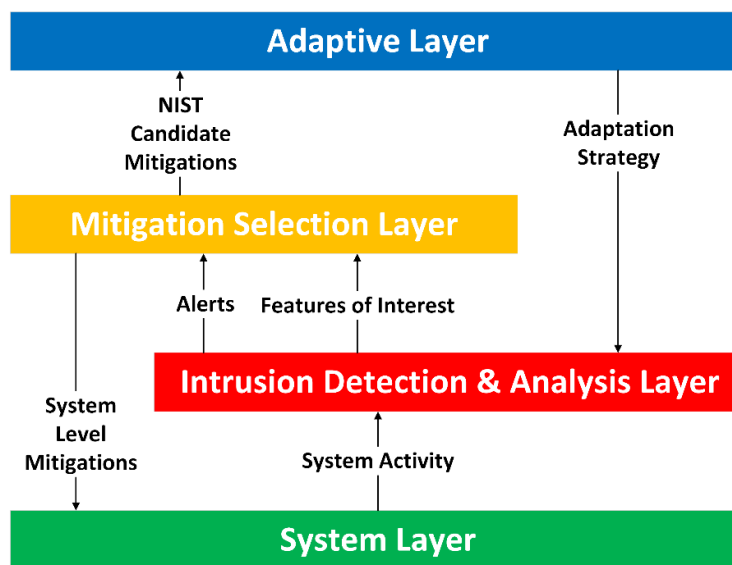 Adaptive Layer
NIST
Candidate
Mitigations
Adaptation
Strategy
Mitigation Selection Layer
Alerts
Features of Interest
Intrusion Detection & Analysis Layer
System
Level
Mitigations
System Activity
System Layer